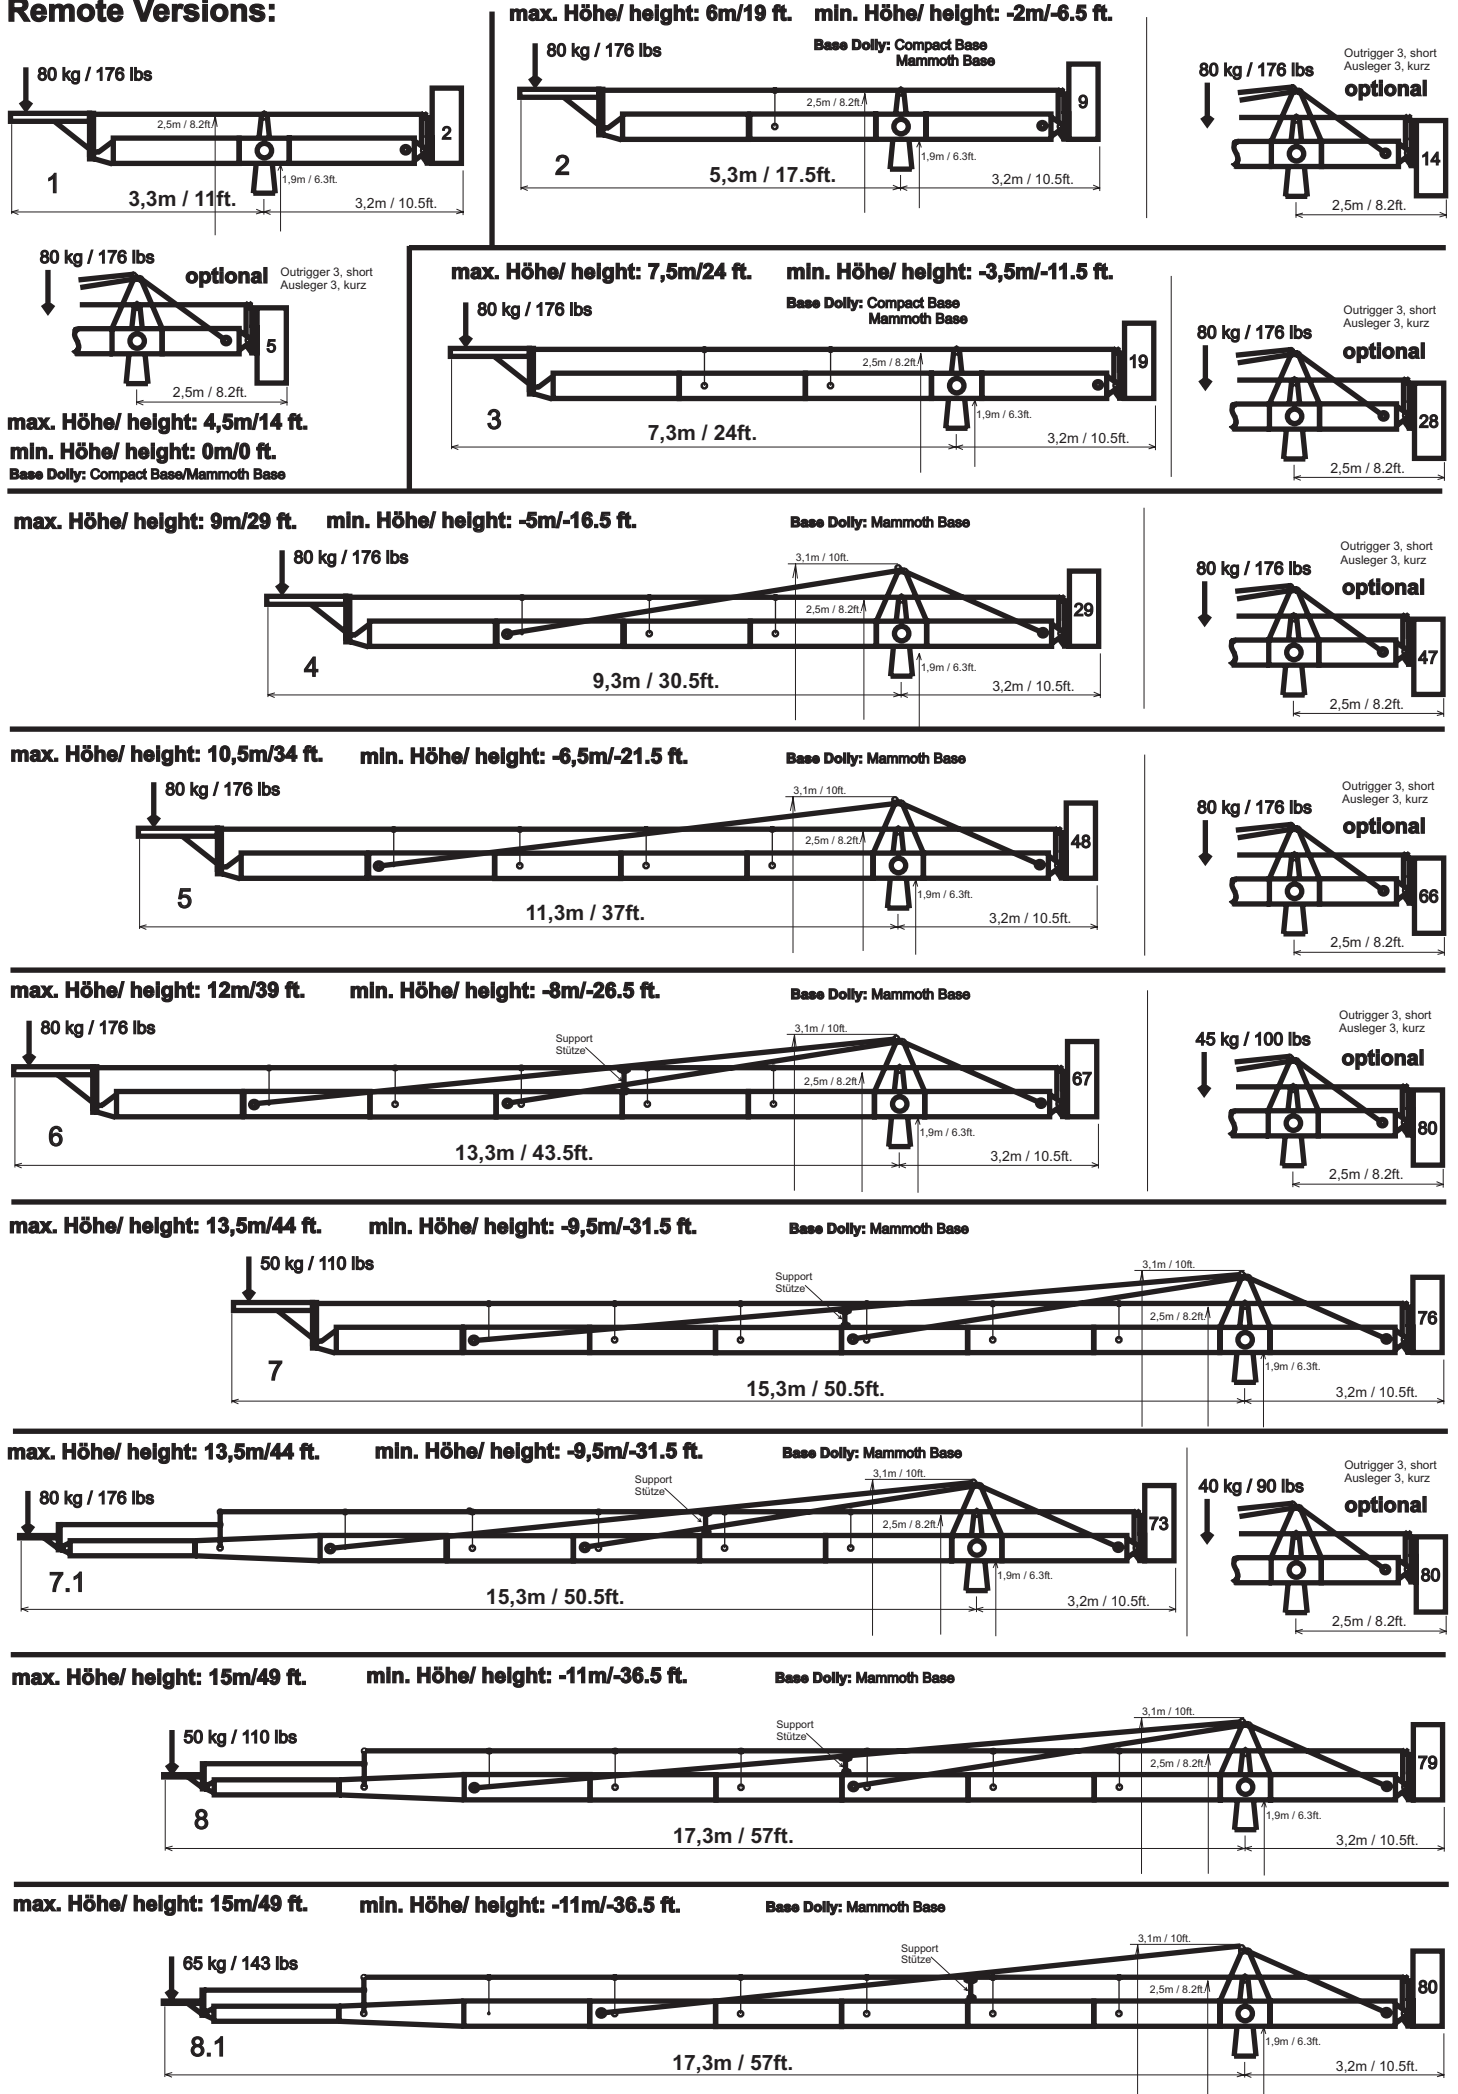 Remote Versions:
80 kg / 176 lbs
2,5m / 8.2ft.
2
1
1,9m / 6.3ft.
3,3m / 11ft.
3,2m / 10.5ft.
80 kg / 176 lbs
optional
Outrigger 3, short
Ausleger 3, kurz
5
2,5m / 8.2ft.
max. Höhe/ height: 4,5m/14 ft.
min. Höhe/ height: 0m/0 ft.
Base Dolly: Compact Base/Mammoth Base
max. Höhe/ height: 6m/19 ft. min. Höhe/ height: -2m/-6.5 ft.
80 kg / 176 lbs
Base Dolly: Compact Base
Mammoth Base
2,5m / 8.2ft.
9
2
1,9m / 6.3ft.
5,3m / 17.5ft.
3,2m / 10.5ft.
Outrigger 3, short
Ausleger 3, kurz
80 kg / 176 lbs
optional
14
2,5m / 8.2ft.
max. Höhe/ height: 7,5m/24 ft. min. Höhe/ height: -3,5m/-11.5 ft.
80 kg / 176 lbs
Base Dolly: Compact Base
Mammoth Base
2,5m / 8.2ft.
19
3
1,9m / 6.3ft.
7,3m / 24ft.
3,2m / 10.5ft.
Outrigger 3, short
Ausleger 3, kurz
80 kg / 176 lbs
optional
28
2,5m / 8.2ft.
max. Höhe/ height: 9m/29 ft. min. Höhe/ height: -5m/-16.5 ft. Base Dolly: Mammoth Base
80 kg / 176 lbs
3,1m / 10ft.
2,5m / 8.2ft.
29
4
1,9m / 6.3ft.
9,3m / 30.5ft.
3,2m / 10.5ft.
Outrigger 3, short
Ausleger 3, kurz
80 kg / 176 lbs
optional
47
2,5m / 8.2ft.
max. Höhe/ height: 10,5m/34 ft. min. Höhe/ height: -6,5m/-21.5 ft. Base Dolly: Mammoth Base
80 kg / 176 lbs
3,1m / 10ft.
2,5m / 8.2ft.
48
5
1,9m / 6.3ft.
11,3m / 37ft.
3,2m / 10.5ft.
Outrigger 3, short
Ausleger 3, kurz
80 kg / 176 lbs
optional
66
2,5m / 8.2ft.
max. Höhe/ height: 12m/39 ft. min. Höhe/ height: -8m/-26.5 ft. Base Dolly: Mammoth Base
80 kg / 176 lbs
Support
Stütze
3,1m / 10ft.
2,5m / 8.2ft.
67
6
1,9m / 6.3ft.
13,3m / 43.5ft.
3,2m / 10.5ft.
Outrigger 3, short
Ausleger 3, kurz
45 kg / 100 lbs
optional
80
2,5m / 8.2ft.
max. Höhe/ height: 13,5m/44 ft. min. Höhe/ height: -9,5m/-31.5 ft. Base Dolly: Mammoth Base
50 kg / 110 lbs
Support
Stütze
3,1m / 10ft.
2,5m / 8.2ft.
76
7
1,9m / 6.3ft.
15,3m / 50.5ft.
3,2m / 10.5ft.
max. Höhe/ height: 13,5m/44 ft. min. Höhe/ height: -9,5m/-31.5 ft. Base Dolly: Mammoth Base
80 kg / 176 lbs
Support
Stütze
3,1m / 10ft.
2,5m / 8.2ft.
73
7.1
1,9m / 6.3ft.
15,3m / 50.5ft.
3,2m / 10.5ft.
Outrigger 3, short
Ausleger 3, kurz
40 kg / 90 lbs
optional
80
2,5m / 8.2ft.
max. Höhe/ height: 15m/49 ft. min. Höhe/ height: -11m/-36.5 ft. Base Dolly: Mammoth Base
50 kg / 110 lbs
Support
Stütze
3,1m / 10ft.
2,5m / 8.2ft.
79
8
1,9m / 6.3ft.
17,3m / 57ft.
3,2m / 10.5ft.
max. Höhe/ height: 15m/49 ft. min. Höhe/ height: -11m/-36.5 ft. Base Dolly: Mammoth Base
65 kg / 143 lbs
Support
Stütze
3,1m / 10ft.
2,5m / 8.2ft.
80
8.1
1,9m / 6.3ft.
17,3m / 57ft.
3,2m / 10.5ft.